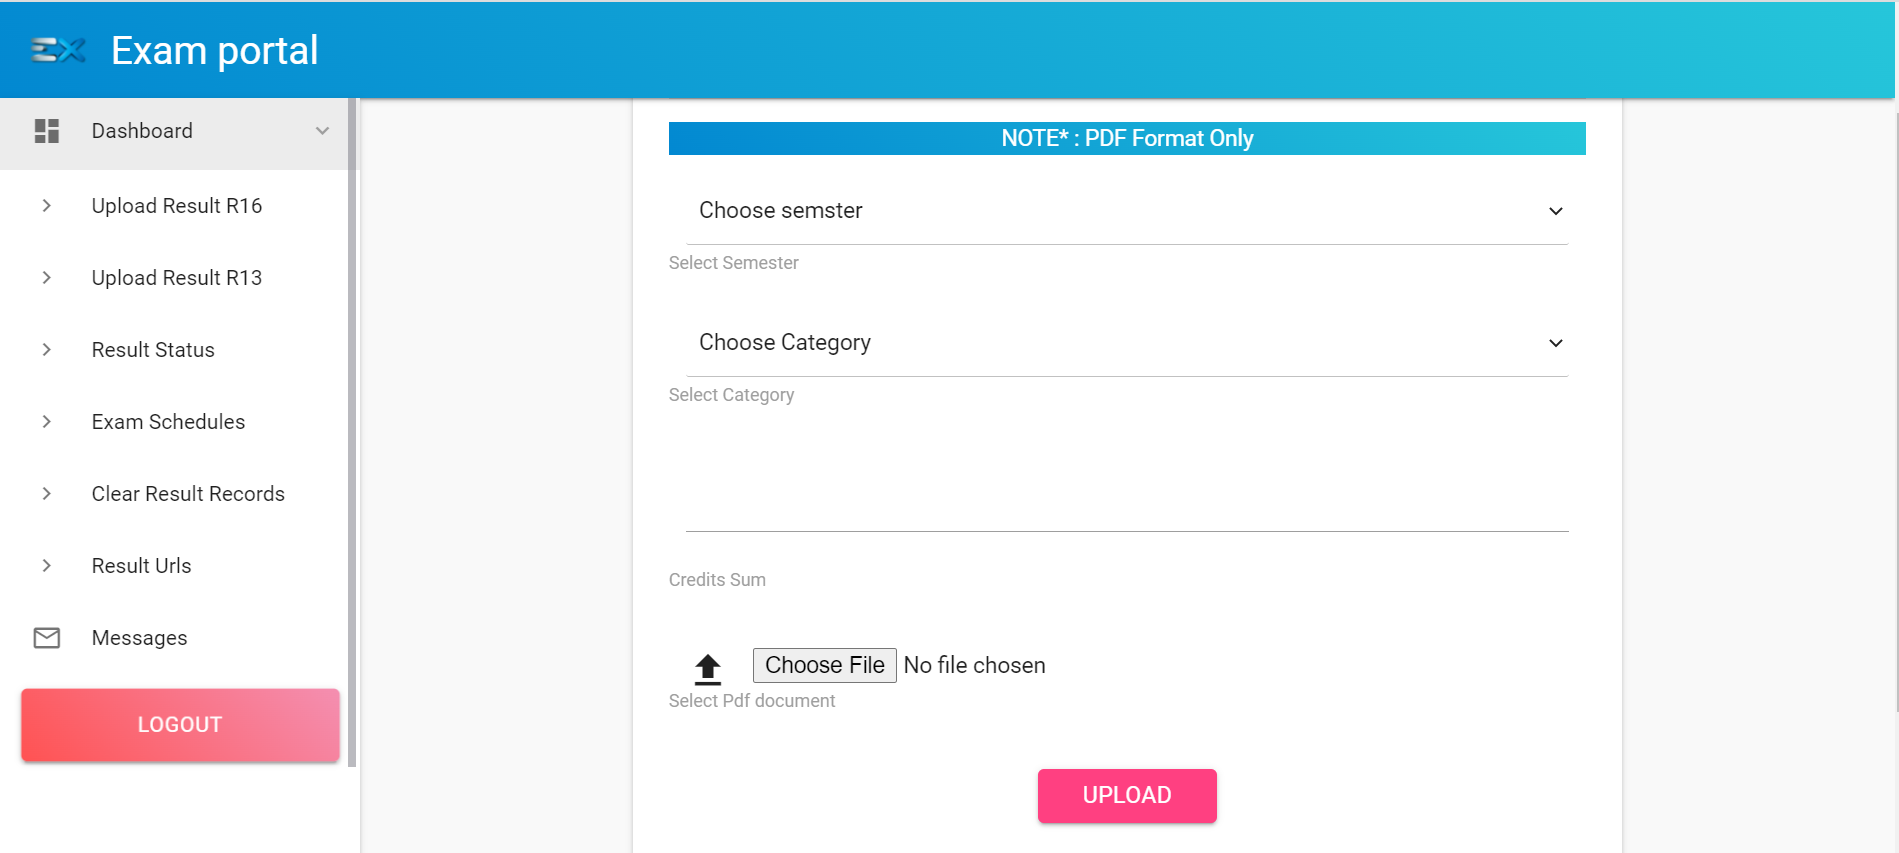 EX Exam portal
Dashboard
Upload Result R16
Upload Result R13
Result Status
Exam Schedules
Clear Result Records
Result Urls
Messages
LOGOUT
NOTE* : PDF Format Only
Choose semster
Select Semester
Choose Category
Select Category
Credits Sum
Choose File No file chosen
Select Pdf document
UPLOAD